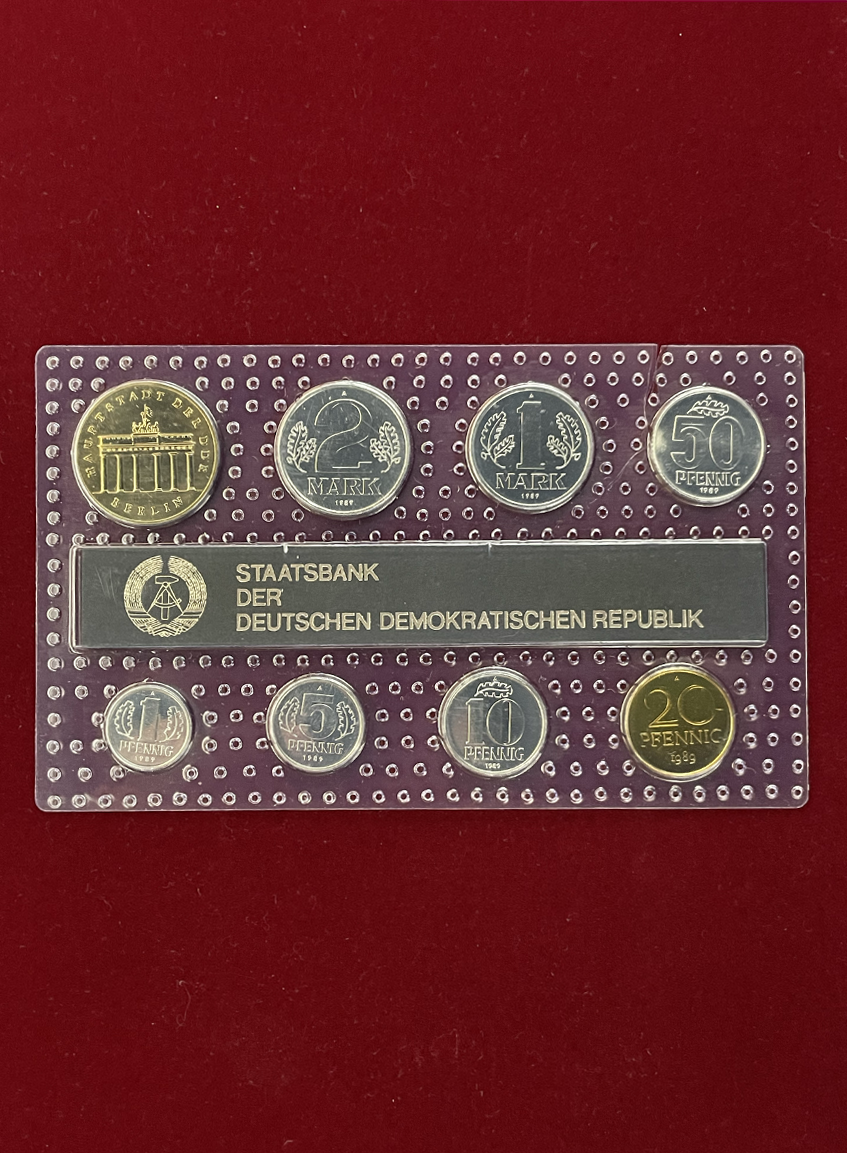 HAUPTSTADT DER DDR
BERLIN
A
2
MARK
1989
A
1
MARK
1989
50
PFENNIG
1989
STAATSBANK
DER
DEUTSCHEN DEMOKRATISCHEN REPUBLIK
A
1
PFENNIG
1989
A
5
PFENNIG
1989
10
PFENNIG
1989
A
20
PFENNIG
1989